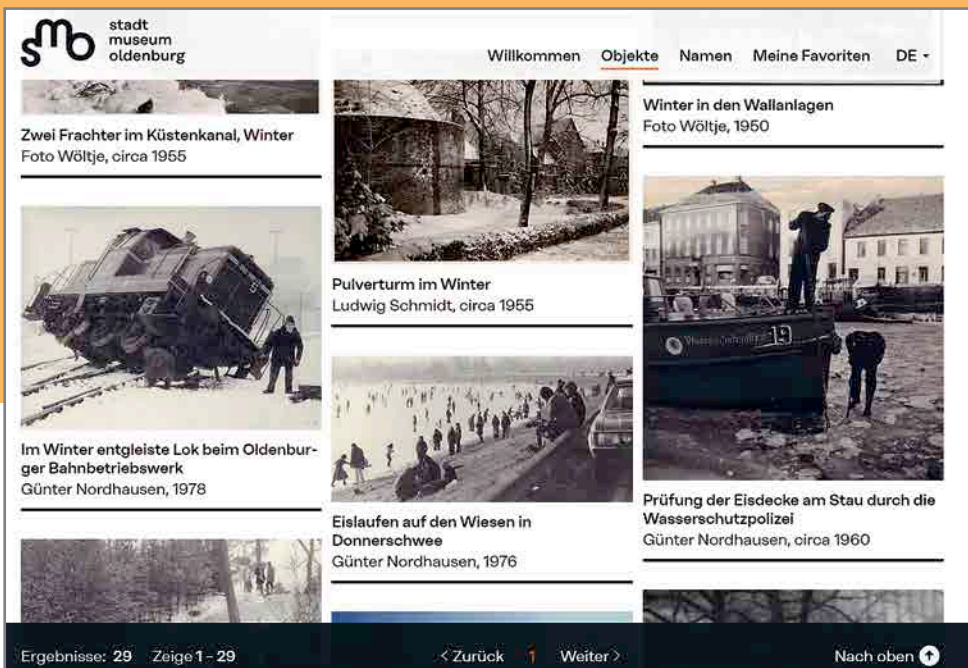 smo
stadt
museum
oldenburg
Willkommen Objekte Namen Meine Favoriten DE
Zwei Frachter im Küstenkanal, Winter
Foto Wöltje, circa 1955
Im Winter entgleiste Lok beim Oldenbur-
ger Bahnbetriebswerk
Günter Nordhausen, 1978
Pulverturm im Winter
Ludwig Schmidt, circa 1955
Eislaufen auf den Wiesen in
Donnerschwee
Günter Nordhausen, 1976
Winter in den Wallanlagen
Foto Wöltje, 1950
19
Prüfung der Eisdecke am Stau durch die
Wasserschutzpolizei
Günter Nordhausen, circa 1960
Ergebnisse: 29 Zeige 1 – 29 < Zurück 1 Weiter > Nach oben